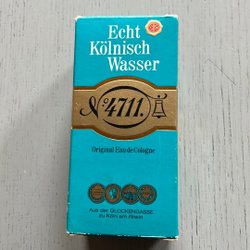 Echt
Kölnisch
Wasser
Nº 4711.
Original Eau de Cologne
Aus der GLOCKENGASSE
zu Köln am Rhein